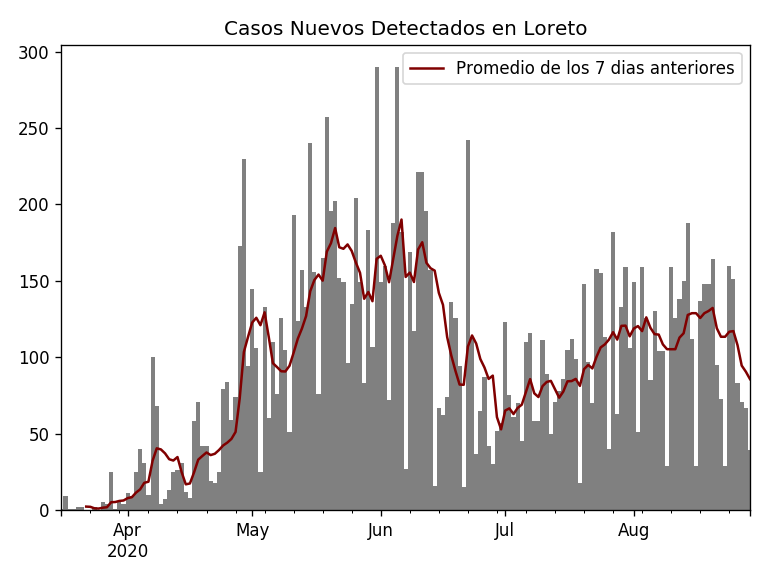 Casos Nuevos Detectados en Loreto
Promedio de los 7 dias anteriores
300
250
200
150
100
50
0
Apr
2020
May
Jun
Jul
Aug